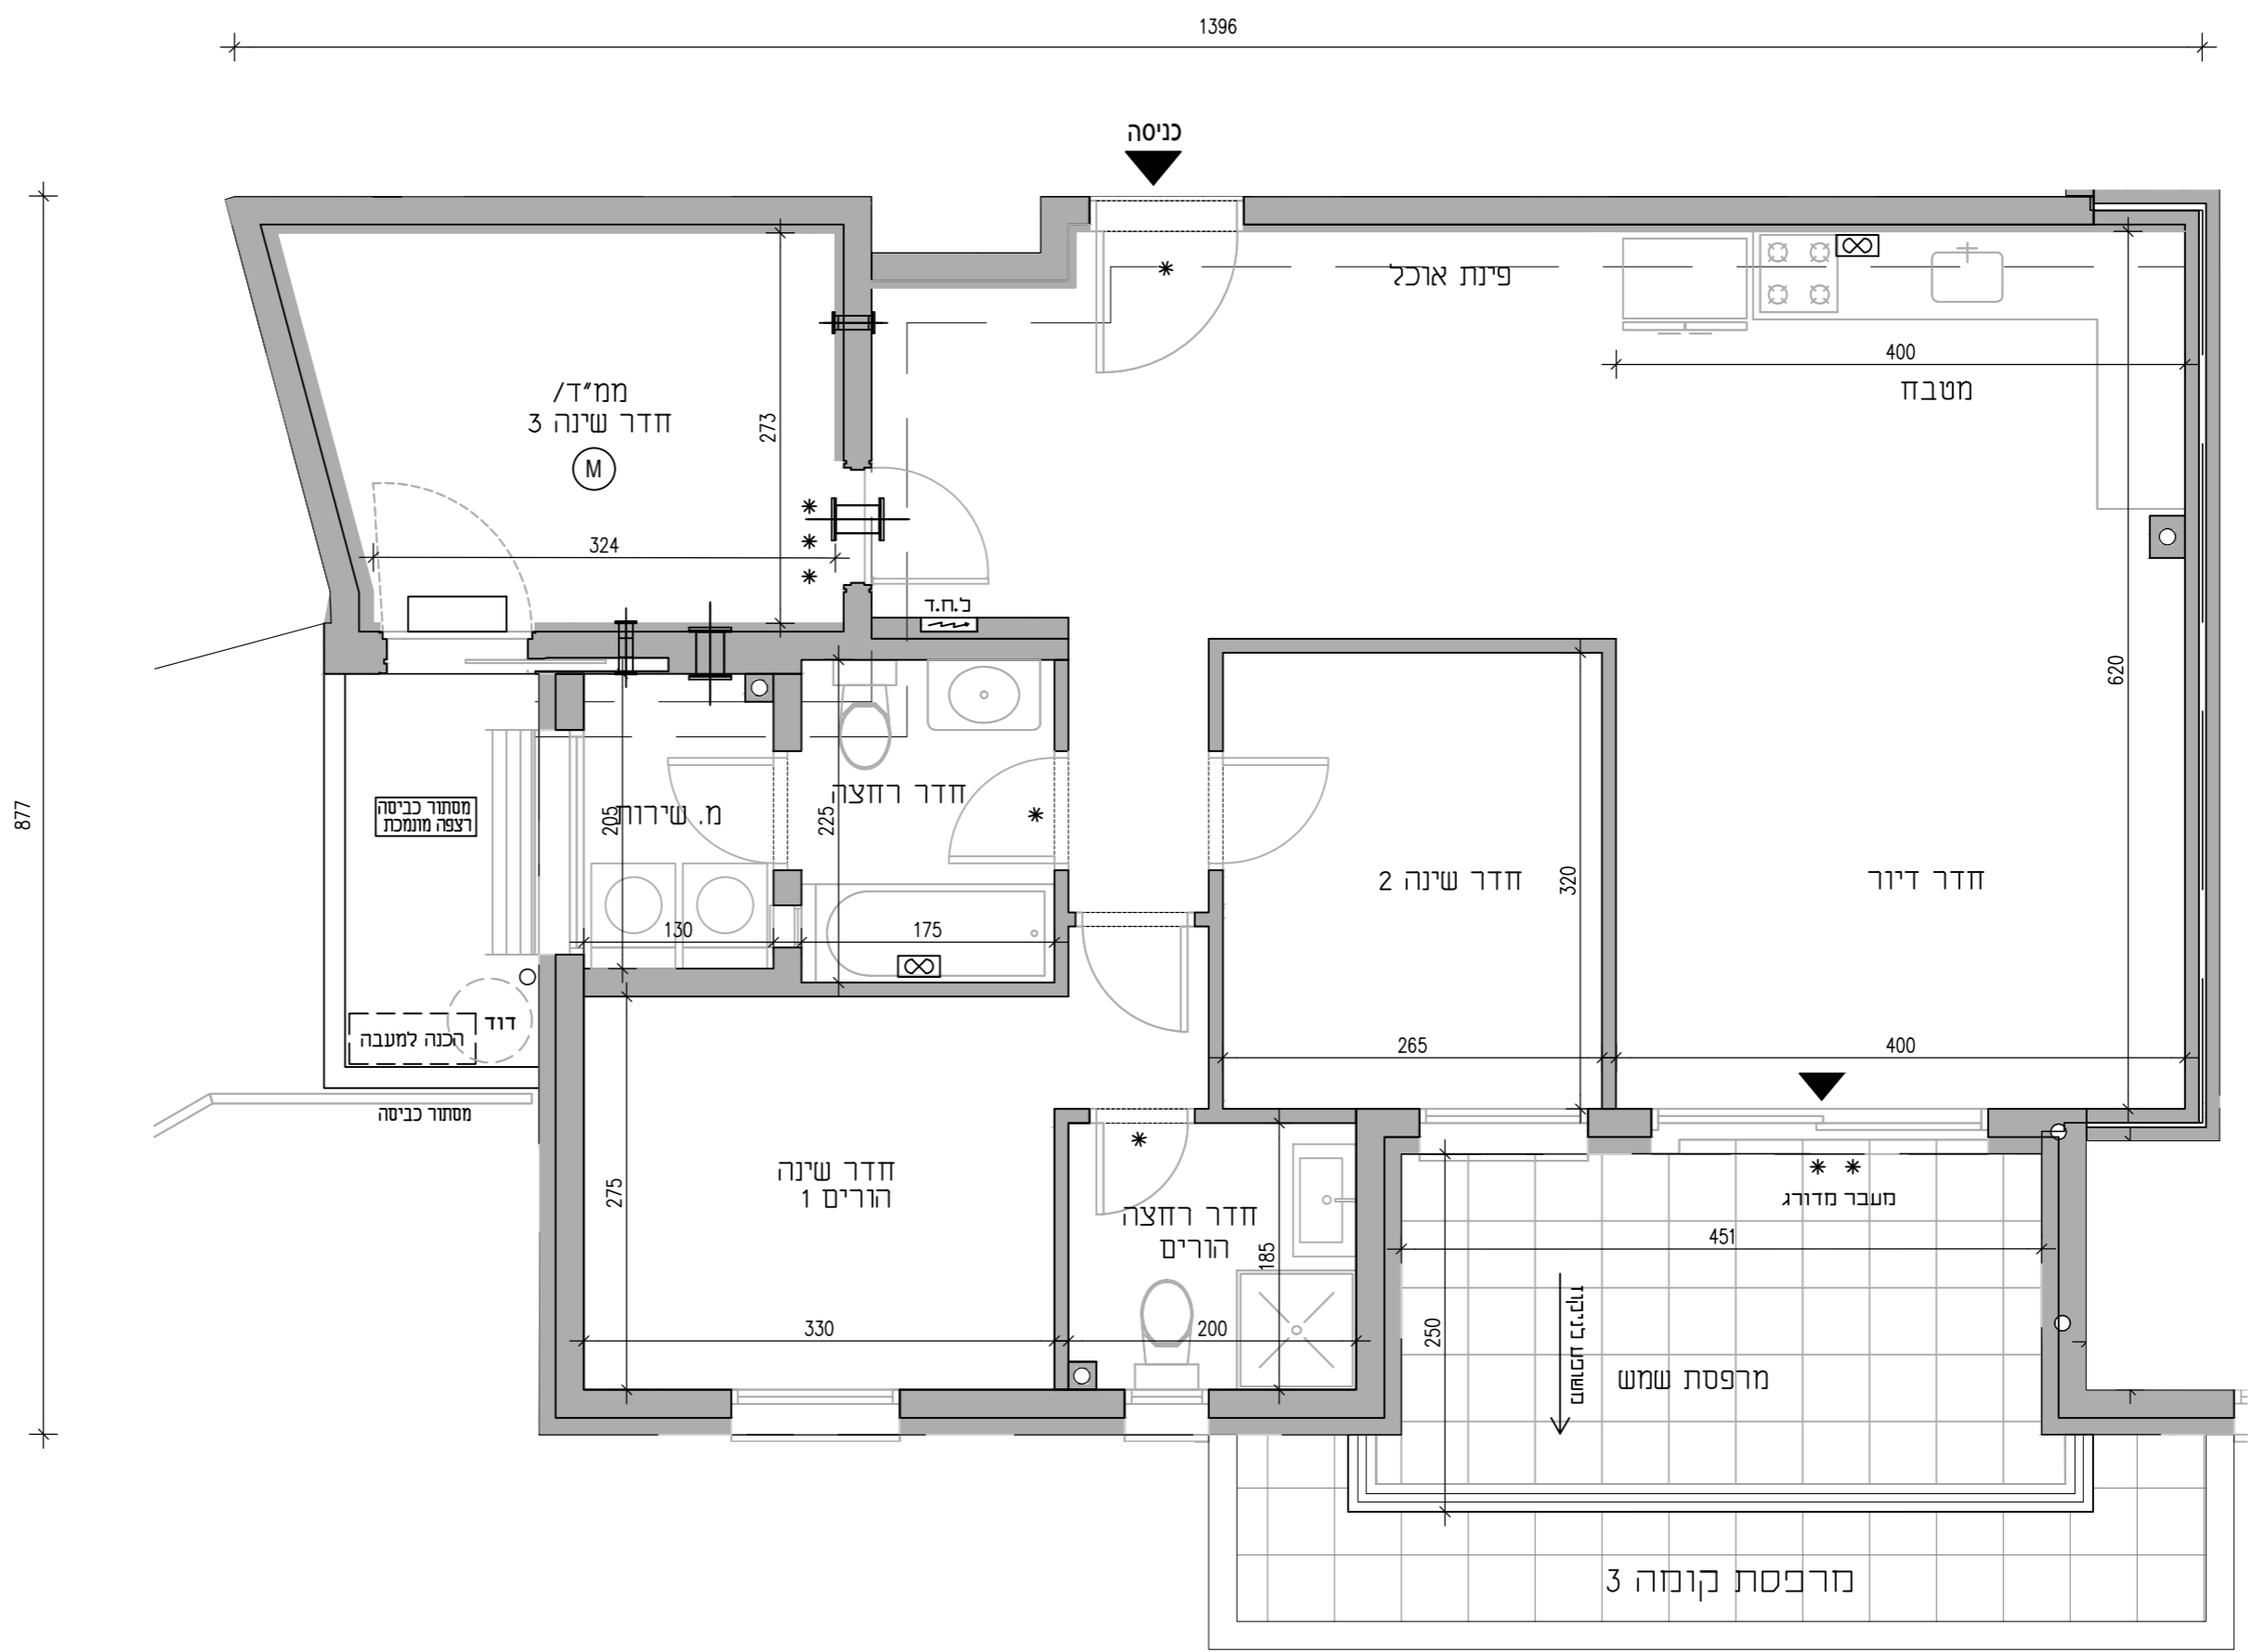 1396
כניסה
877
פינת אוכל
400
מטבח
ממ"ד/
חדר שינה 3
M
273
324
ל.ח.ד
620
מסתור כביסה
רצפה מונמכת
205
מ. שירות
225
חדר רחצה
130
175
חדר שינה 2
320
חדר דיור
265
400
דוד
הכנה למעבה
מסתור כביסה
275
חדר שינה
הורים 1
330
חדר רחצה
הורים
185
200
מעבר מדורג
451
250
משופע לניקוז
מרפסת שמש
מרפסת קומה 3